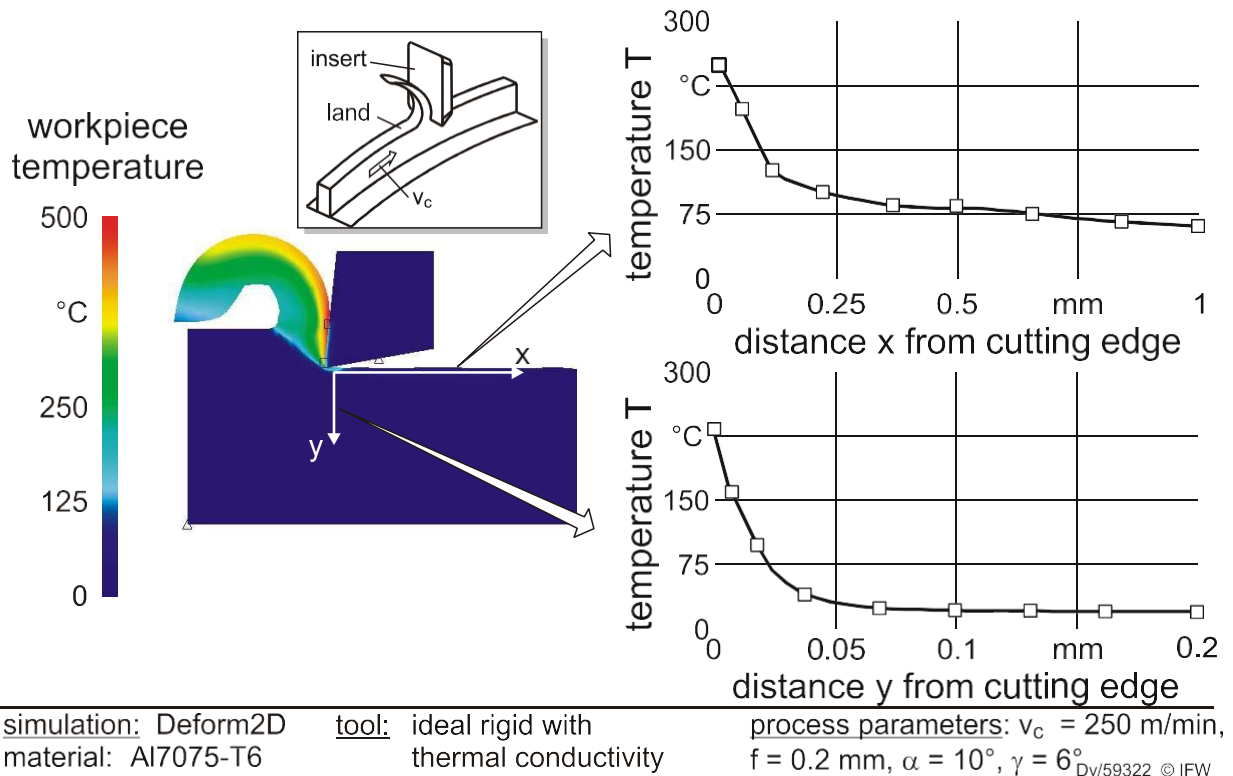 workpiece
temperature
500
°C
250
125
0
insert
land
vc
x
y
300
°C
150
75
0
temperature T
0 0.25 0.5 mm 1
distance x from cutting edge
300
°C
150
75
0
temperature T
0 0.05 0.1 mm 0.2
distance y from cutting edge
simulation: Deform2D
material: Al7075-T6
tool: ideal rigid with
thermal conductivity
process parameters: vc = 250 m/min,
f = 0.2 mm, α = 10°, γ = 6°
Dv/59322 © IFW